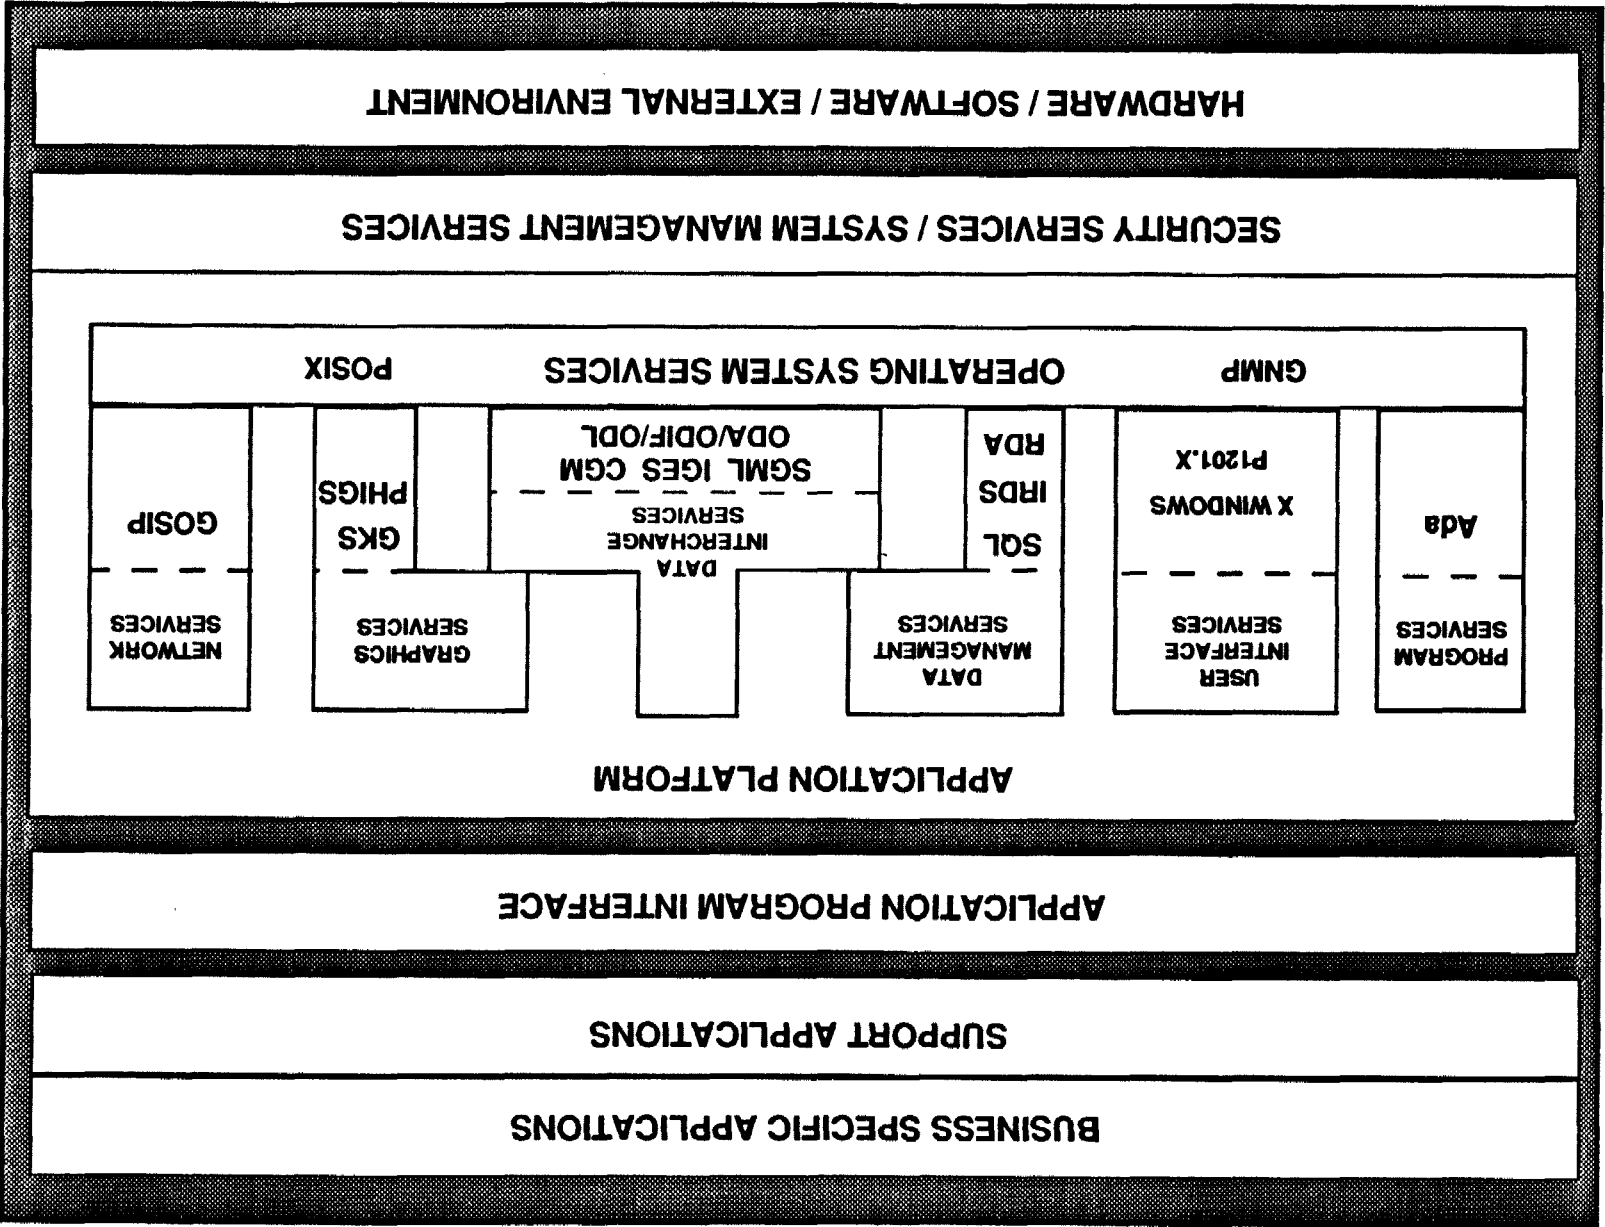 BUSINESS SPECIFIC APPLICATIONS
SUPPORT APPLICATIONS
APPLICATION PROGRAM INTERFACE
APPLICATION PLATFORM
PROGRAM
SERVICES
Ada
USER
INTERFACE
SERVICES
X WINDOWS
P1201.X
DATA
MANAGEMENT
SERVICES
SQL
IRDS
RDA
DATA
INTERCHANGE
SERVICES
SGML IGES CGM
ODA/ODIF/ODL
GRAPHICS
SERVICES
GKS
PHIGS
NETWORK
SERVICES
GOSIP
GNMP OPERATING SYSTEM SERVICES POSIX
SECURITY SERVICES / SYSTEM MANAGEMENT SERVICES
HARDWARE / SOFTWARE / EXTERNAL ENVIRONMENT